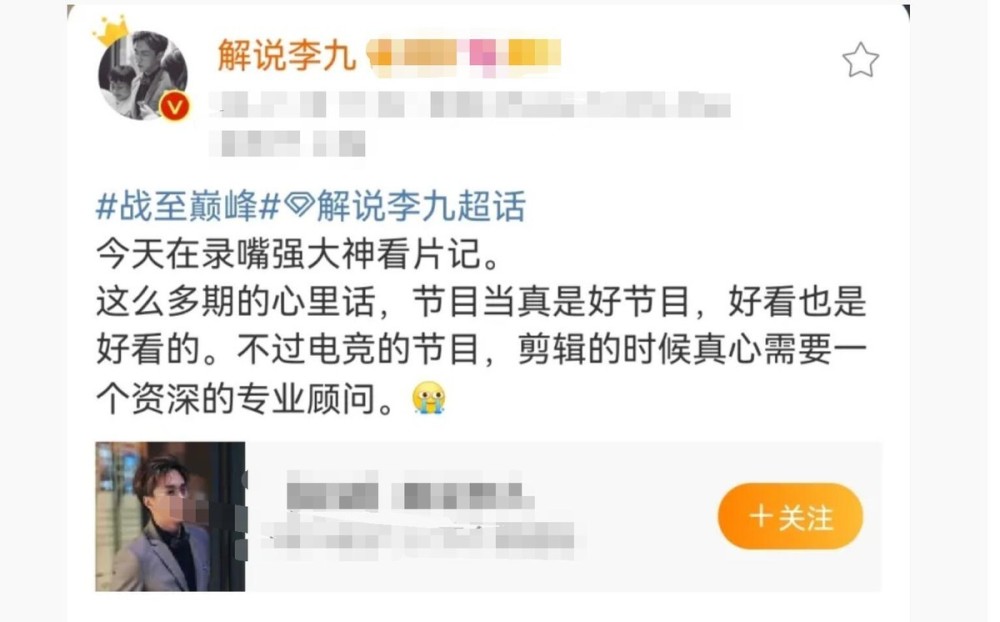 解说李九
#战至巅峰#解说李九超话
今天在录嘴强大神看片记。
这么多期的心里话，节目当真是好节目，好看也是
好看的。不过电竞的节目，剪辑的时候真心需要一
个资深的专业顾问。
+关注